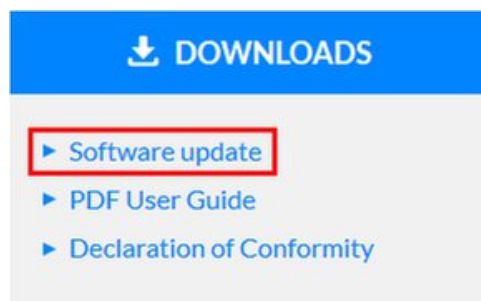 DOWNLOADS
Software update
PDF User Guide
Declaration of Conformity